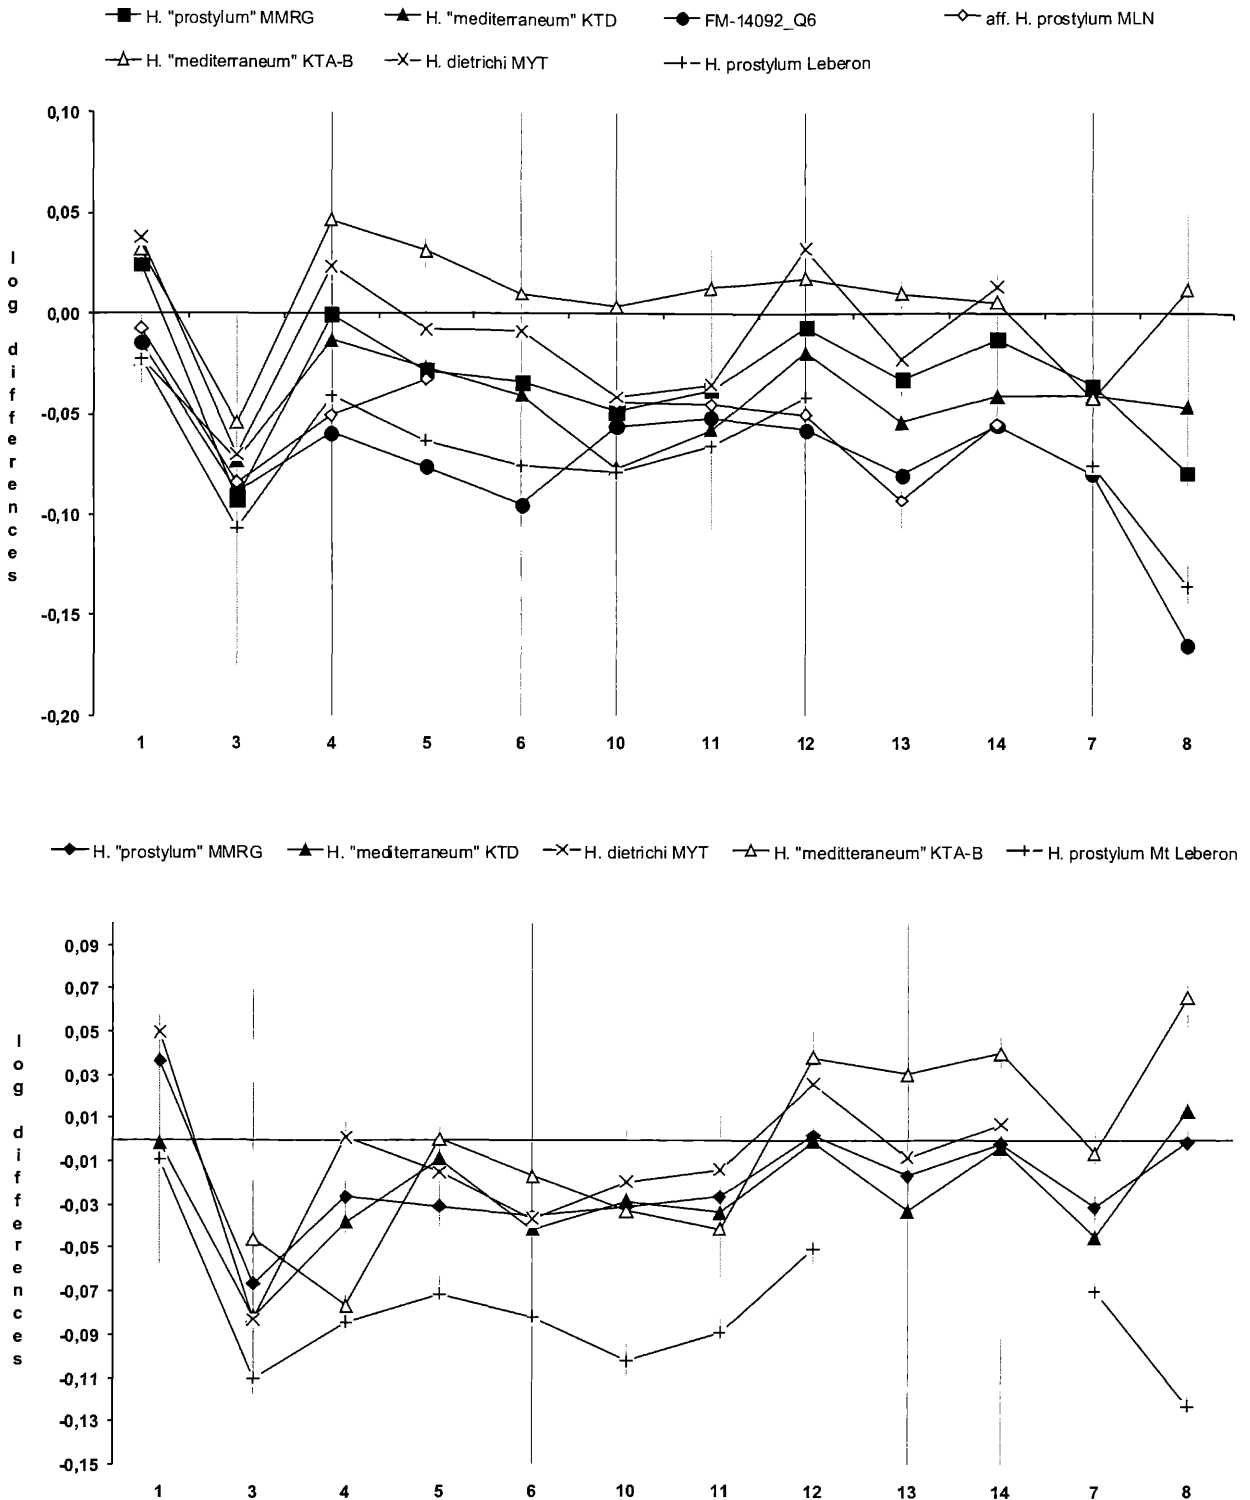 H. "prostylum" MMRG H. "mediterraneum" KTD FM-14092_Q6 aff. H. prostylum MLN
H. "mediterraneum" KTA-B H. dietrichi MYT H. prostylum Leberon
0,10
0,05
0,00
-0,05
-0,10
-0,15
-0,20
log differences
1 3 4 5 6 10 11 12 13 14 7 8
H. "prostylum" MMRG H. "mediterraneum" KTD H. dietrichi MYT H. "meditteraneum" KTA-B H. prostylum Mt Leberon
0,09
0,07
0,05
0,03
0,01
-0,01
-0,03
-0,05
-0,07
-0,09
-0,11
-0,13
-0,15
log differences
1 3 4 5 6 10 11 12 13 14 7 8